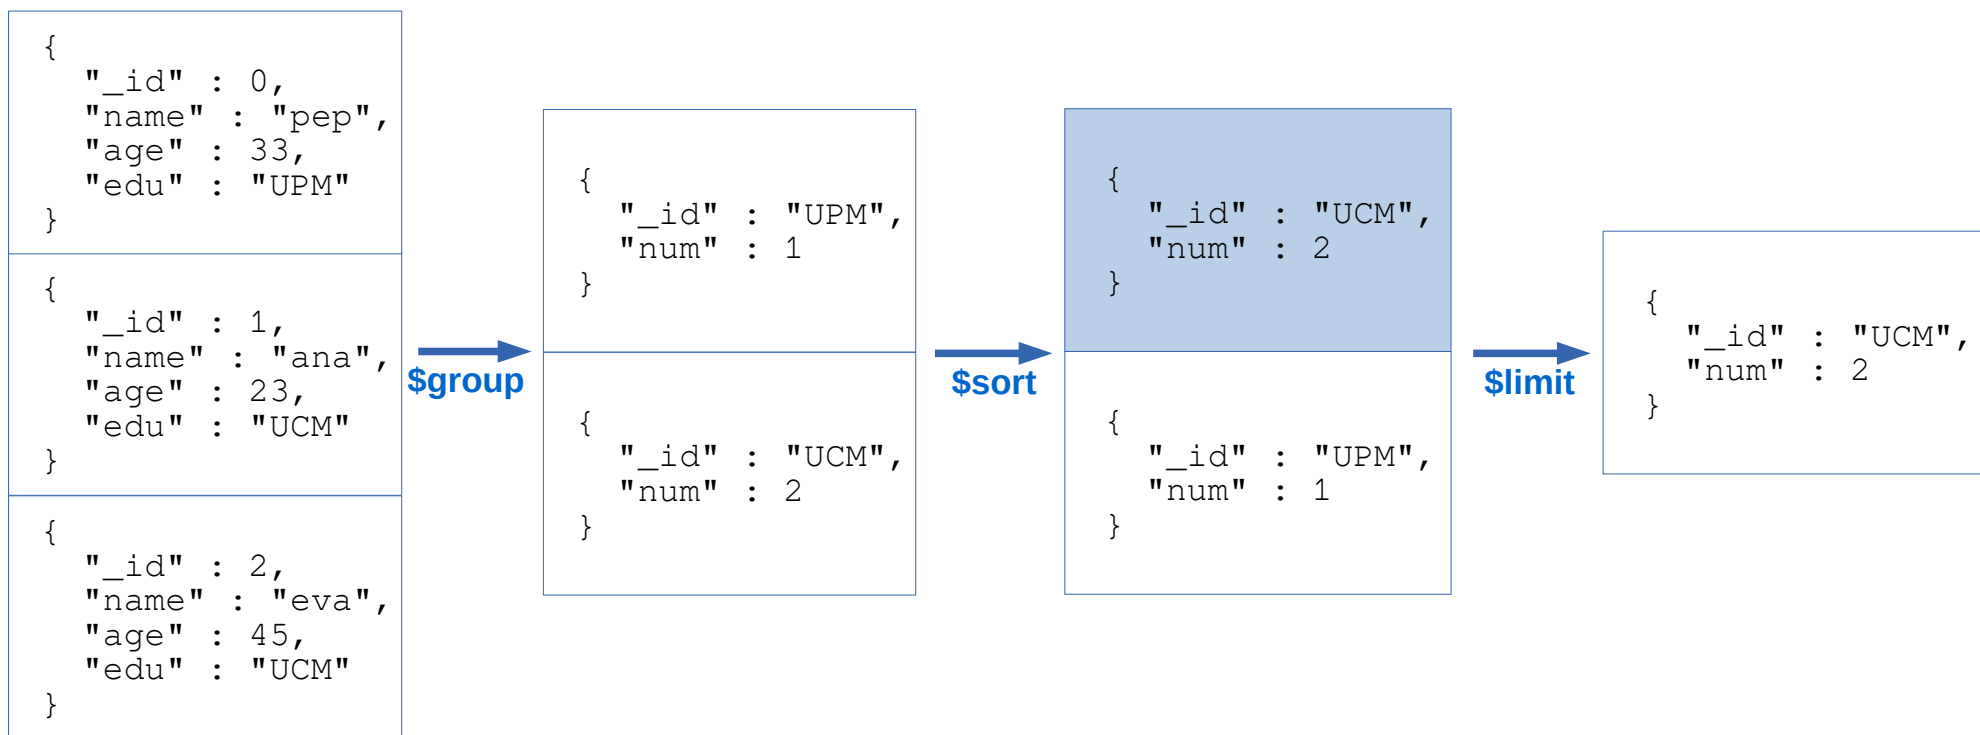 {
"_id" : 0,
"name" : "pep",
"age" : 33,
"edu" : "UPM"
}
{
"_id" : 1,
"name" : "ana",
"age" : 23,
"edu" : "UCM"
}
{
"_id" : 2,
"name" : "eva",
"age" : 45,
"edu" : "UCM"
}
$group
{
"_id" : "UPM",
"num" : 1
}
{
"_id" : "UCM",
"num" : 2
}
$sort
{
"_id" : "UCM",
"num" : 2
}
{
"_id" : "UPM",
"num" : 1
}
$limit
{
"_id" : "UCM",
"num" : 2
}